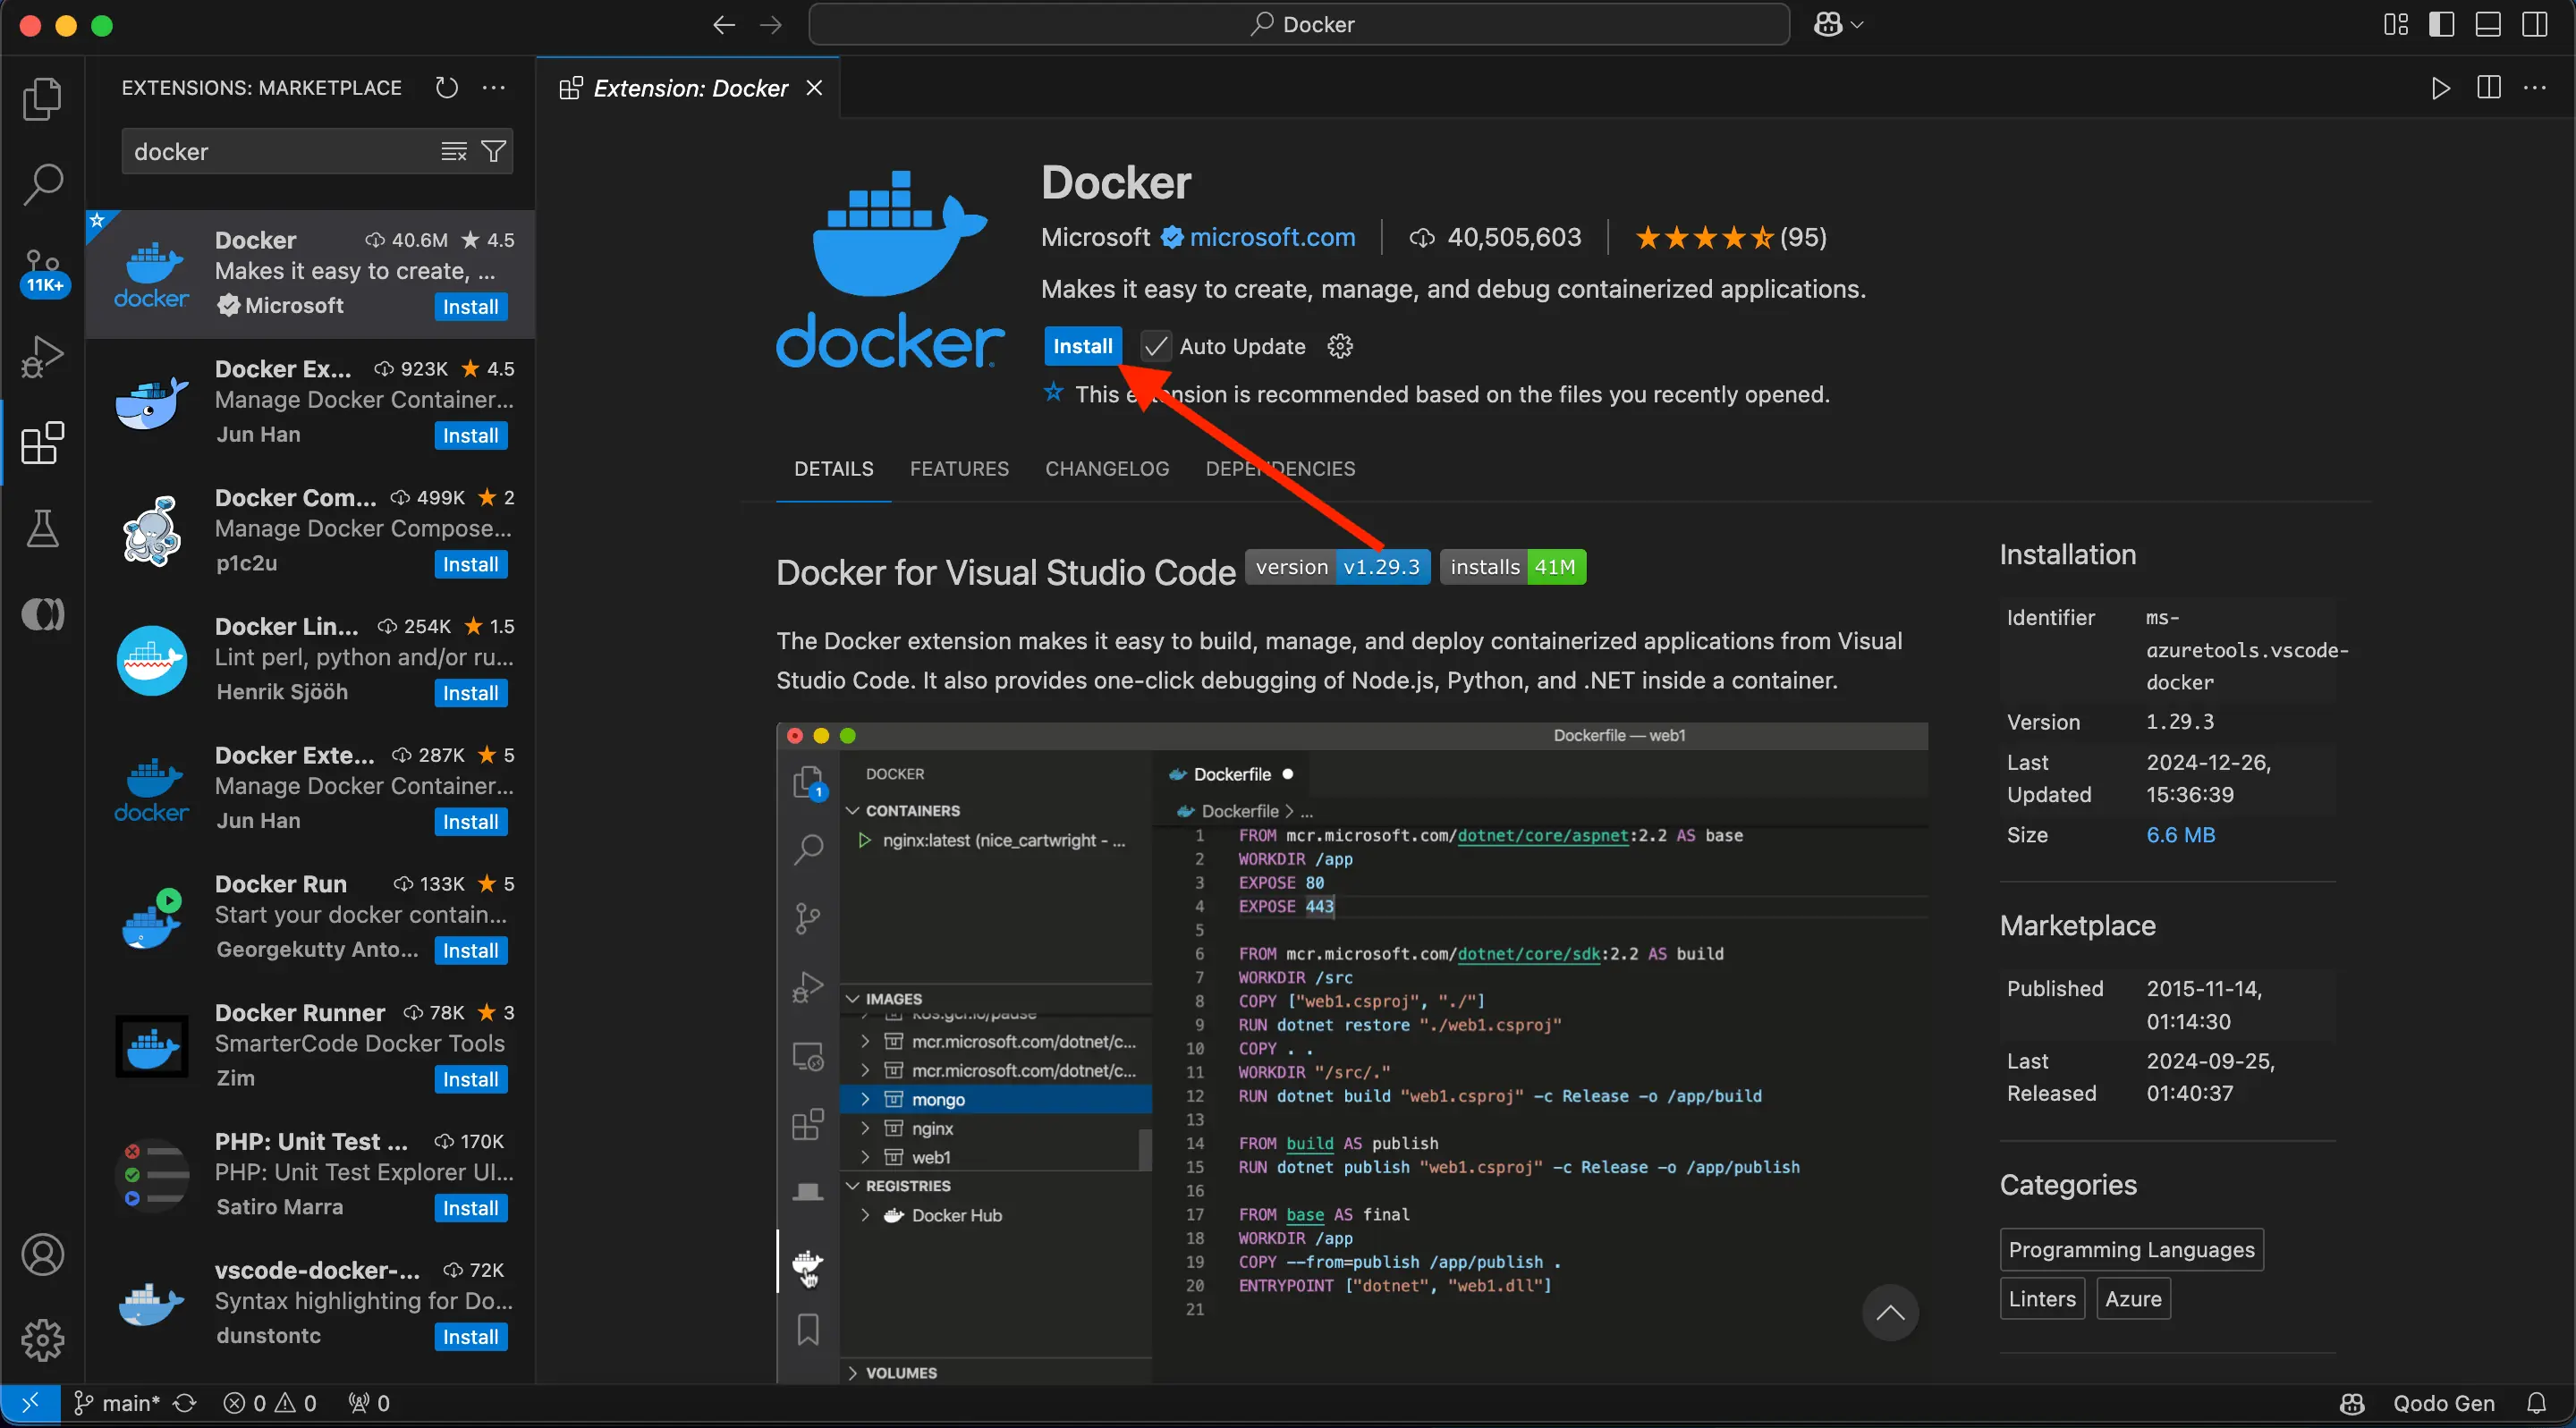 Docker
EXTENSIONS: MARKETPLACE
Extension: Docker
docker
11K+
Docker 40.6M ★ 4.5
Makes it easy to create, ...
Microsoft Install
docker
Docker Ex... 923K ★ 4.5
Manage Docker Container...
Jun Han Install
Docker Com... 499K ★ 2
Manage Docker Compose...
p1c2u Install
Docker Lin... 254K ★ 1.5
Lint perl, python and/or ru...
Henrik Sjööh Install
Docker Exte... 287K ★ 5
Manage Docker Container...
Jun Han Install
docker
Docker Run 133K ★ 5
Start your docker contain...
Georgekutty Anto... Install
Docker Runner 78K ★ 3
SmarterCode Docker Tools
Zim Install
PHP: Unit Test ... 170K
PHP: Unit Test Explorer UI...
Satiro Marra Install
vscode-docker-... 72K
Syntax highlighting for Do...
dunstontc Install
docker
Docker
Microsoft microsoft.com | 40,505,603 | (95)
Makes it easy to create, manage, and debug containerized applications.
Install Auto Update
This extension is recommended based on the files you recently opened.
DETAILS FEATURES CHANGELOG DEPENDENCIES
Docker for Visual Studio Code version v1.29.3 installs 41M
The Docker extension makes it easy to build, manage, and deploy containerized applications from Visual
Studio Code. It also provides one-click debugging of Node.js, Python, and .NET inside a container.
Dockerfile — web1
1
DOCKER
CONTAINERS
nginx:latest (nice_cartwright - ...
IMAGES
k8s.gcr.io/pause
mcr.microsoft.com/dotnet/c...
mcr.microsoft.com/dotnet/c...
mongo
nginx
web1
REGISTRIES
Docker Hub
VOLUMES
Dockerfile
Dockerfile > ...
1 FROM mcr.microsoft.com/dotnet/core/aspnet:2.2 AS base
2 WORKDIR /app
3 EXPOSE 80
4 EXPOSE 443
5
6 FROM mcr.microsoft.com/dotnet/core/sdk:2.2 AS build
7 WORKDIR /src
8 COPY ["web1.csproj", "./"]
9 RUN dotnet restore "./web1.csproj"
10 COPY . .
11 WORKDIR "/src/."
12 RUN dotnet build "web1.csproj" -c Release -o /app/build
13
14 FROM build AS publish
15 RUN dotnet publish "web1.csproj" -c Release -o /app/publish
16
17 FROM base AS final
18 WORKDIR /app
19 COPY --from=publish /app/publish .
20 ENTRYPOINT ["dotnet", "web1.dll"]
21
Installation
Identifier ms-
azuretools.vscode-
docker
Version 1.29.3
Last 2024-12-26,
Updated 15:36:39
Size 6.6 MB
Marketplace
Published 2015-11-14,
01:14:30
Last 2024-09-25,
Released 01:40:37
Categories
Programming Languages
Linters Azure
main* 0 0 0
Qodo Gen